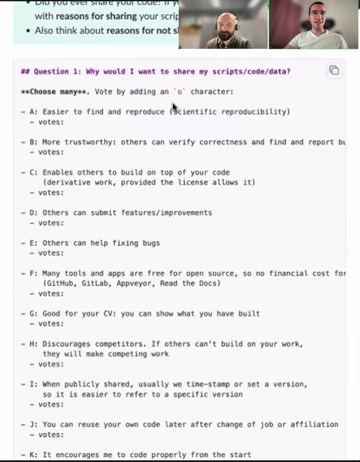 • Did you ever share your code? If y
with reasons for sharing your scrip
• Also think about reasons for not s
## Question 1: Why would I want to share my scripts/code/data?
**Choose many**. Vote by adding an `o` character:
- A: Easier to find and reproduce (scientific reproducibility)
- votes:
- B: More trustworthy: others can verify correctness and find and report bu
- votes:
- C: Enables others to build on top of your code
(derivative work, provided the license allows it)
- votes:
- D: Others can submit features/improvements
- votes:
- E: Others can help fixing bugs
- votes:
- F: Many tools and apps are free for open source, so no financial cost for
(GitHub, GitLab, Appveyor, Read the Docs)
- votes:
- G: Good for your CV: you can show what you have built
- votes:
- H: Discourages competitors. If others can't build on your work,
they will make competing work
- votes:
- I: When publicly shared, usually we time-stamp or set a version,
so it is easier to refer to a specific version
- votes:
- J: You can reuse your own code later after change of job or affiliation
- votes:
- K: It encourages me to code properly from the start